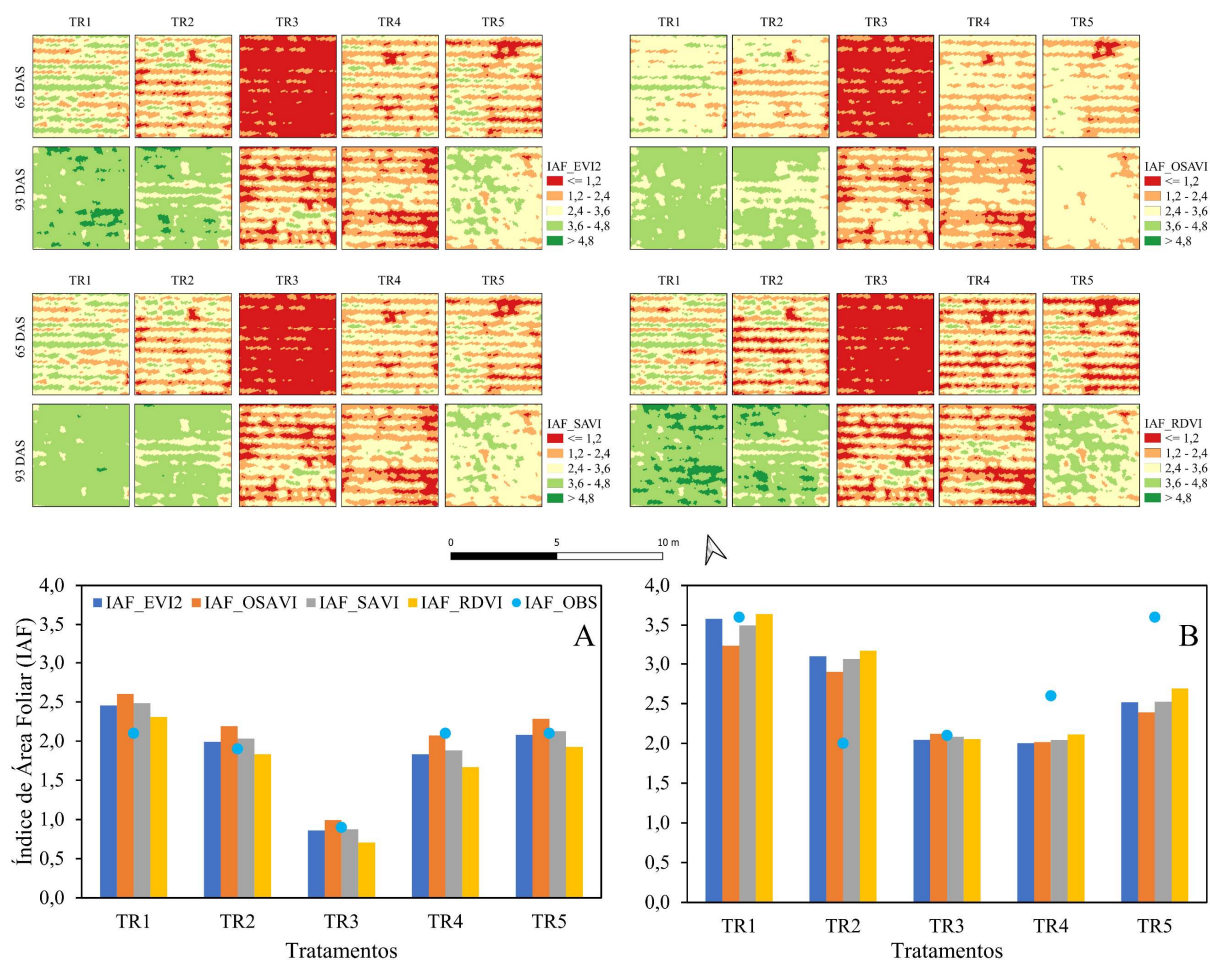 TR1 TR2 TR3 TR4 TR5
65 DAS
93 DAS
IAF_EVI2
<= 1,2
1,2 - 2,4
2,4 - 3,6
3,6 - 4,8
> 4,8
TR1 TR2 TR3 TR4 TR5
IAF_OSAVI
<= 1,2
1,2 - 2,4
2,4 - 3,6
3,6 - 4,8
> 4,8
TR1 TR2 TR3 TR4 TR5
65 DAS
93 DAS
IAF_SAVI
<= 1,2
1,2 - 2,4
2,4 - 3,6
3,6 - 4,8
> 4,8
TR1 TR2 TR3 TR4 TR5
IAF_RDVI
<= 1,2
1,2 - 2,4
2,4 - 3,6
3,6 - 4,8
> 4,8
0 5 10 m
Índice de Área Foliar (IAF)
4,0
3,5
3,0
2,5
2,0
1,5
1,0
0,5
0,0
IAF_EVI2 IAF_OSAVI IAF_SAVI IAF_RDVI IAF_OBS
A
TR1 TR2 TR3 TR4 TR5
Tratamentos
4,0
3,5
3,0
2,5
2,0
1,5
1,0
0,5
0,0
B
TR1 TR2 TR3 TR4 TR5
Tratamentos